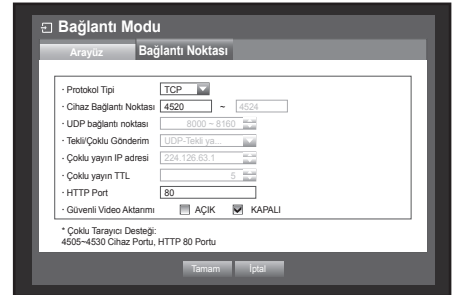 Bağlantı Modu
Arayüz Bağlantı Noktası
· Protokol Tipi TCP
· Cihaz Bağlantı Noktası 4520 ~ 4524
· UDP bağlantı noktası 8000 ~ 8160
· Tekli/Çoklu Gönderim UDP-Tekli ya...
· Çoklu yayın IP adresi 224.126.63.1
· Çoklu yayın TTL 5
· HTTP Port 80
· Güvenli Video Aktarımı AÇIK KAPALI
* Çoklu Tarayıcı Desteği:
4505~4530 Cihaz Portu, HTTP 80 Portu
Tamam İptal